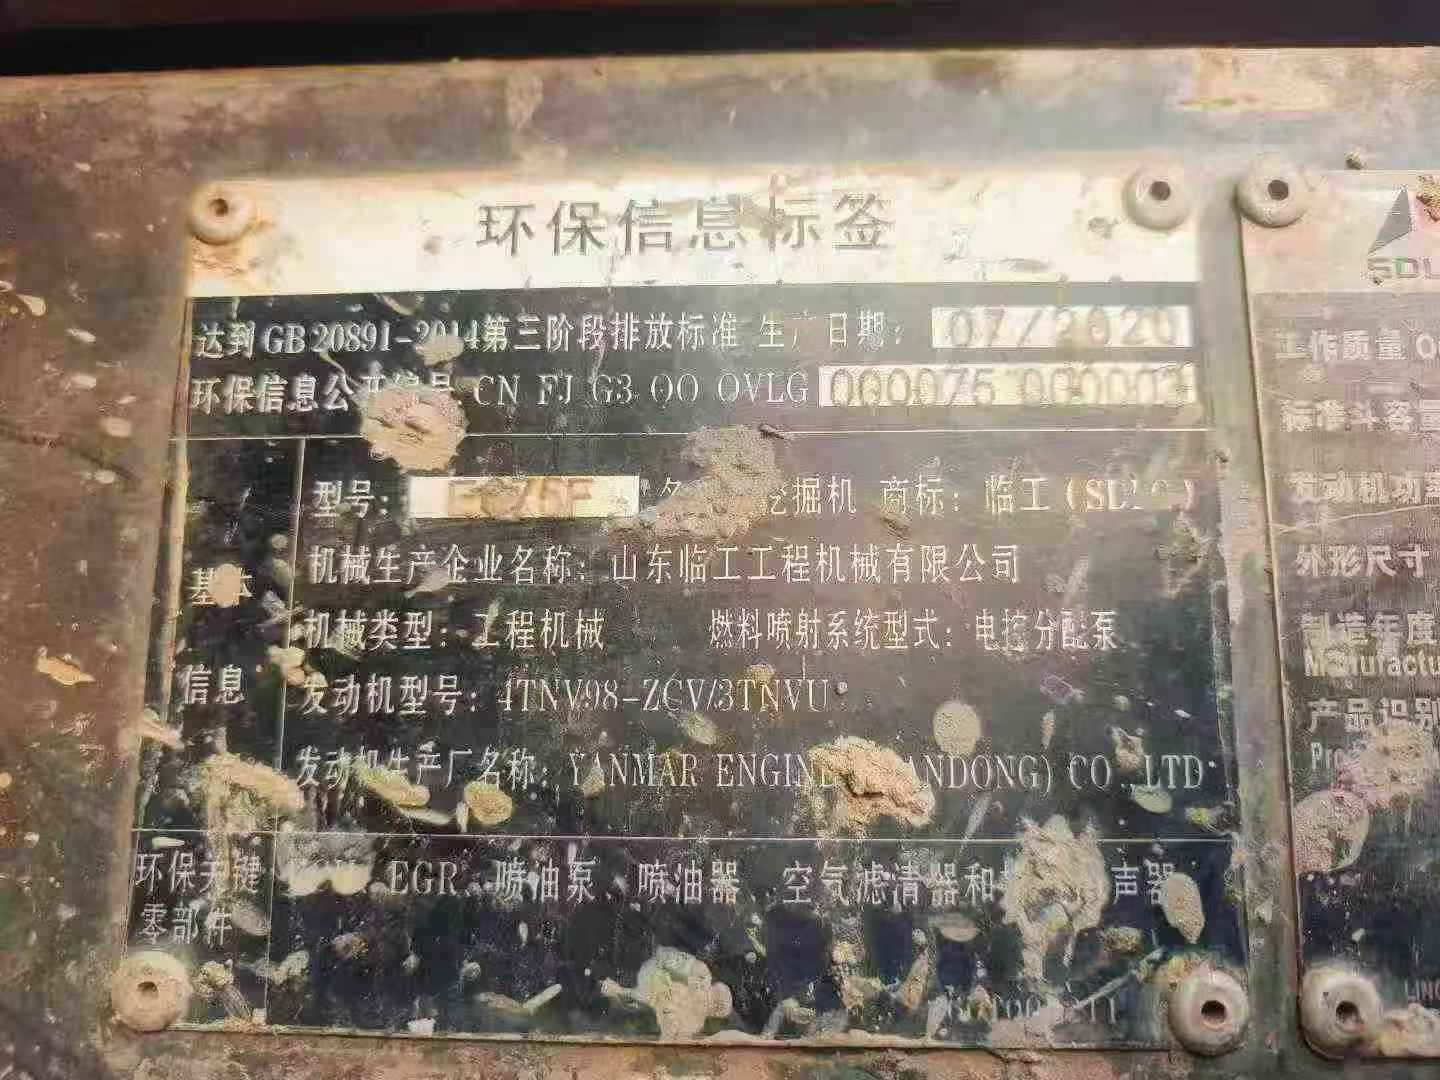 环保信息标签
达到GB 20891-2014第三阶段排放标准 生产日期: 07/2020
环保信息公开编号 CN FJ G3 00 0VLG 000075 000003
型号: 挖掘机 商标: 临工(SDLG)
机械生产企业名称: 山东临工工程机械有限公司
机械类型: 工程机械 燃料喷射系统型式: 电控分配泵
基本
信息
发动机型号: 4TNV98-ZCV/3TNVU
发动机生产厂名称: YANMAR ENGINE ANDONG) CO.,LTD
环保关键
零部件
EGR、喷油泵、喷油器、空气滤清器和 声器
SDL
工作质量
标准斗容量
发动机功率
外形尺寸
制造年度
Manufactu
产品识别
Pro